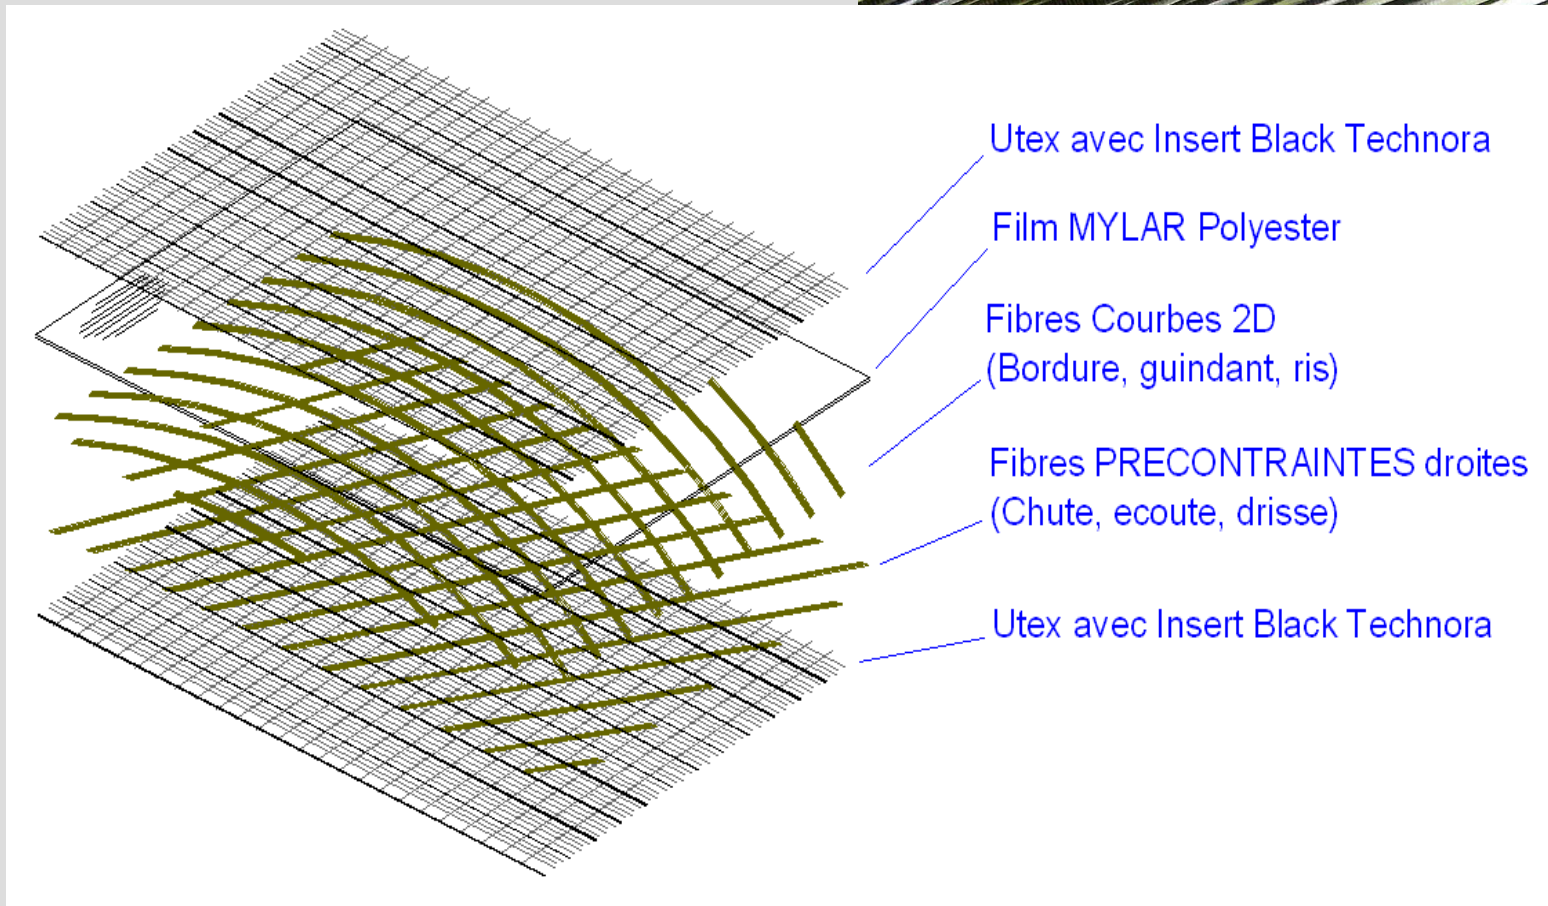 Utex avec Insert Black Technora
Film MYLAR Polyester
Fibres Courbes 2D
(Bordure, guindant, ris)
Fibres PRECONTRAINTES droites
(Chute, ecoute, drisse)
Utex avec Insert Black Technora